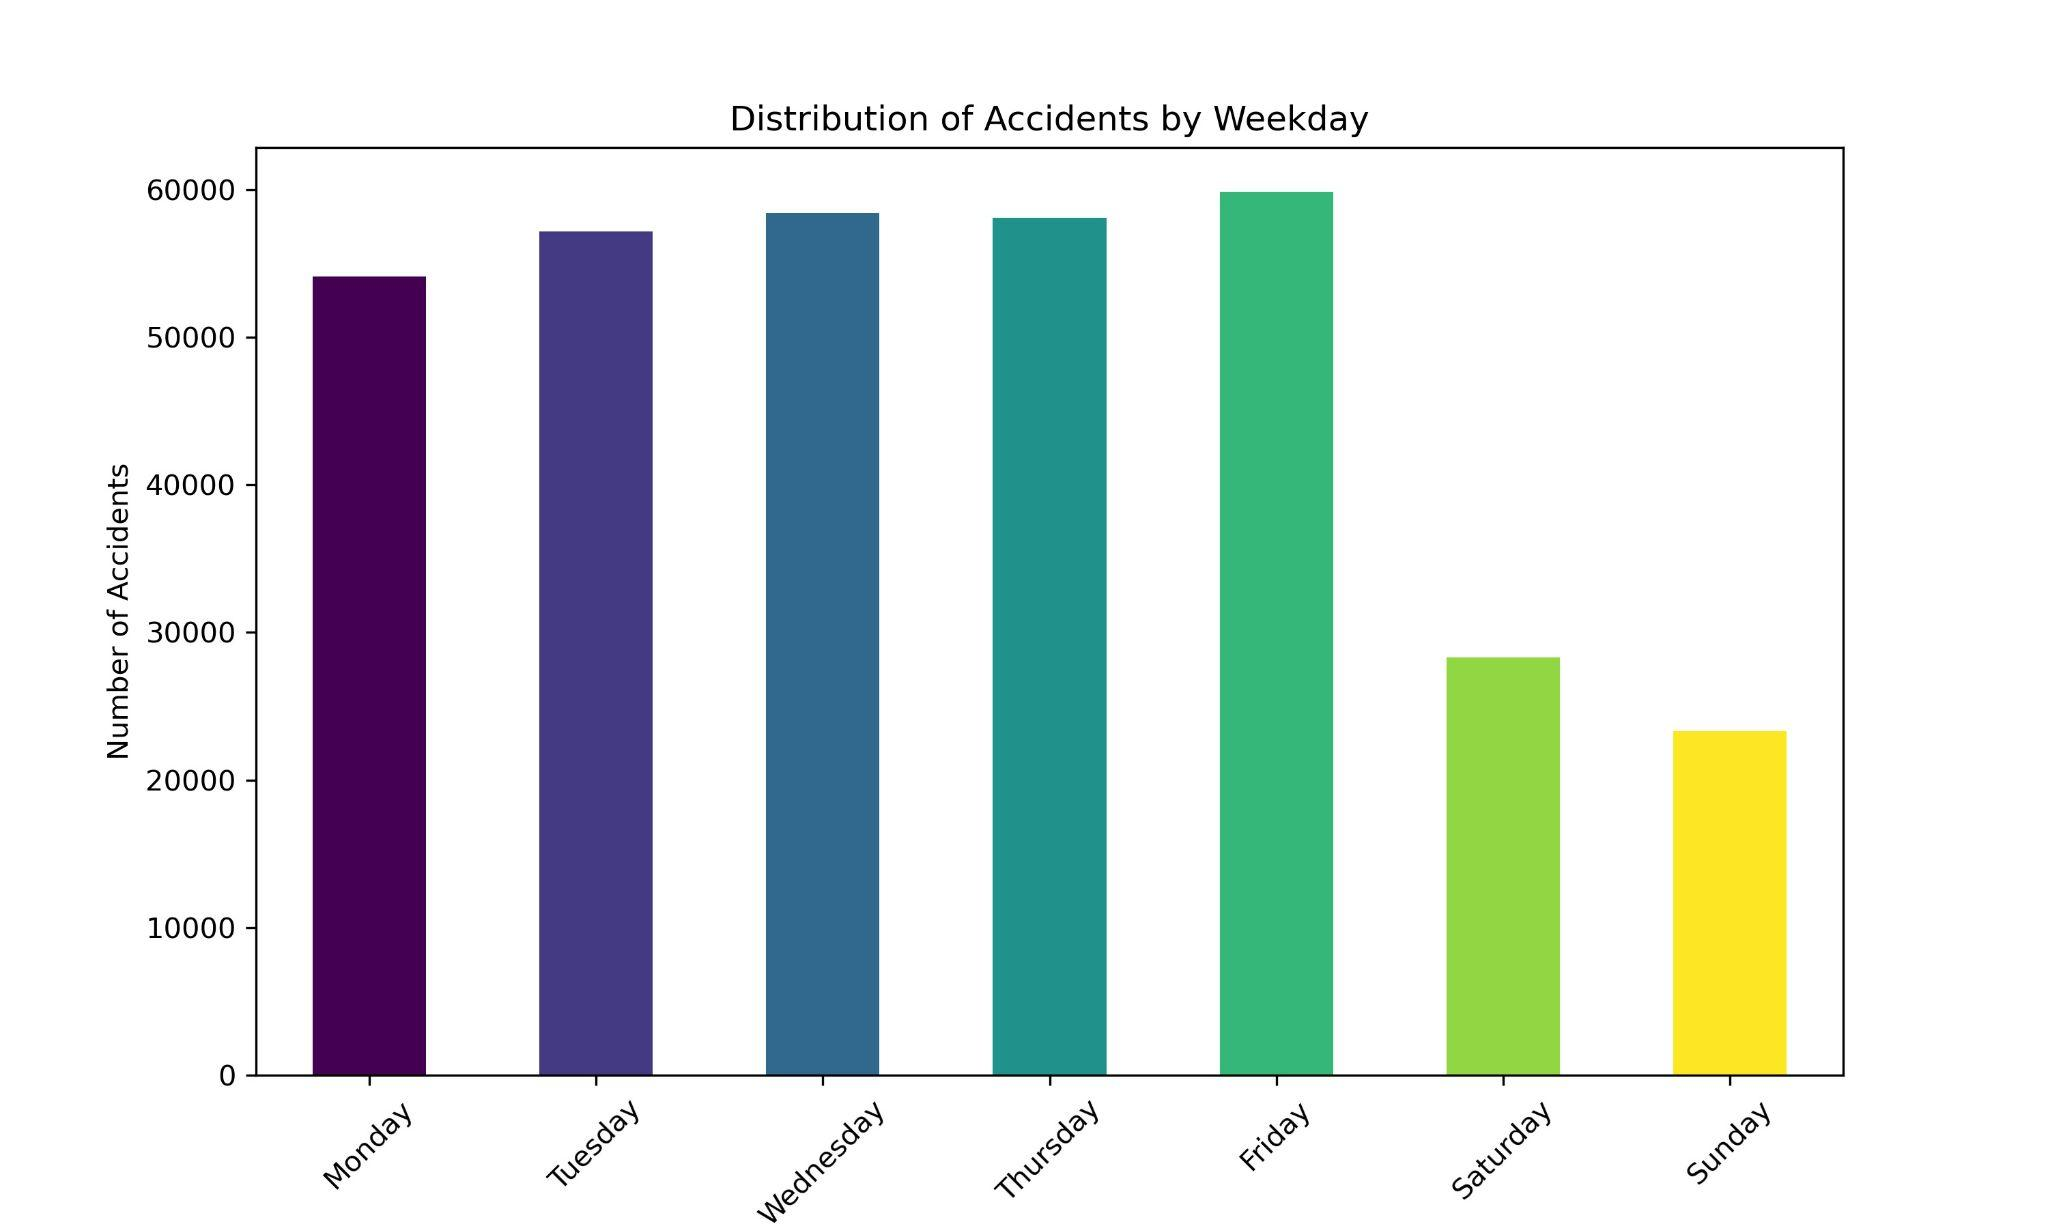 Distribution of Accidents by Weekday
Number of Accidents
60000
50000
40000
30000
20000
10000
0
Monday
Tuesday
Wednesday
Thursday
Friday
Saturday
Sunday